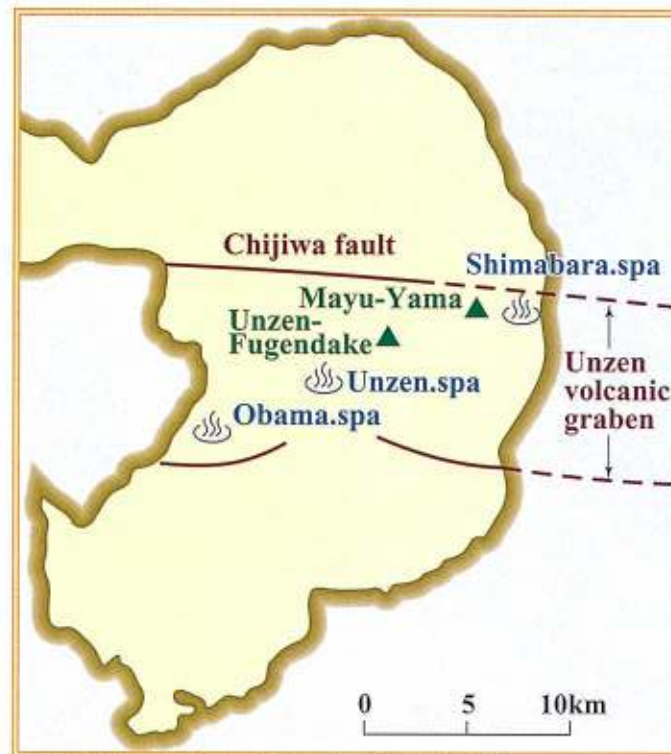 Chijiwa fault
Shimabara.spa
Mayu-Yama
Unzen-
Fugendake
Unzen.spa
Obama.spa
Unzen
volcanic
graben
0 5 10km